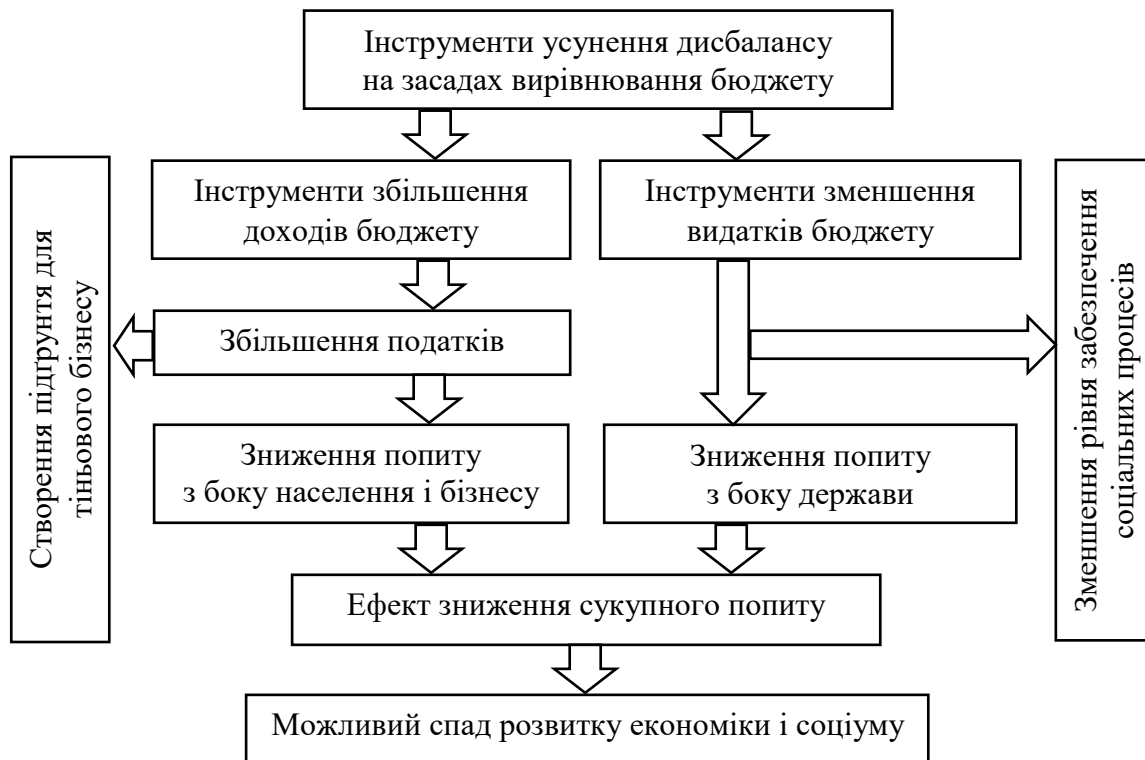 Інструменти усунення дисбалансу
на засадах вирівнювання бюджету
Інструменти збільшення
доходів бюджету
Інструменти зменшення
видатків бюджету
Створення підґрунтя для
тіньового бізнесу
Збільшення податків
Зменшення рівня забезпечення
соціальних процесів
Зниження попиту
з боку населення і бізнесу
Зниження попиту
з боку держави
Ефект зниження сукупного попиту
Можливий спад розвитку економіки і соціуму